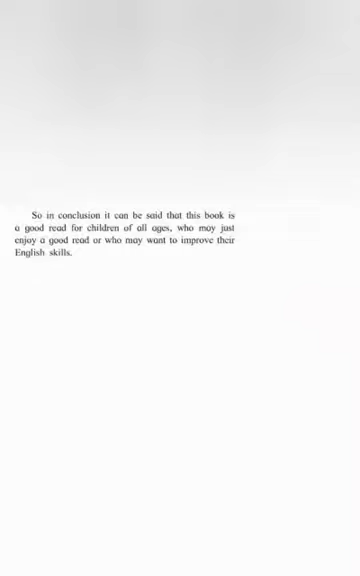 So in conclusion it can be said that this book is
a good read for children of all ages, who may just
enjoy a good read or who may want to improve their
English skills.